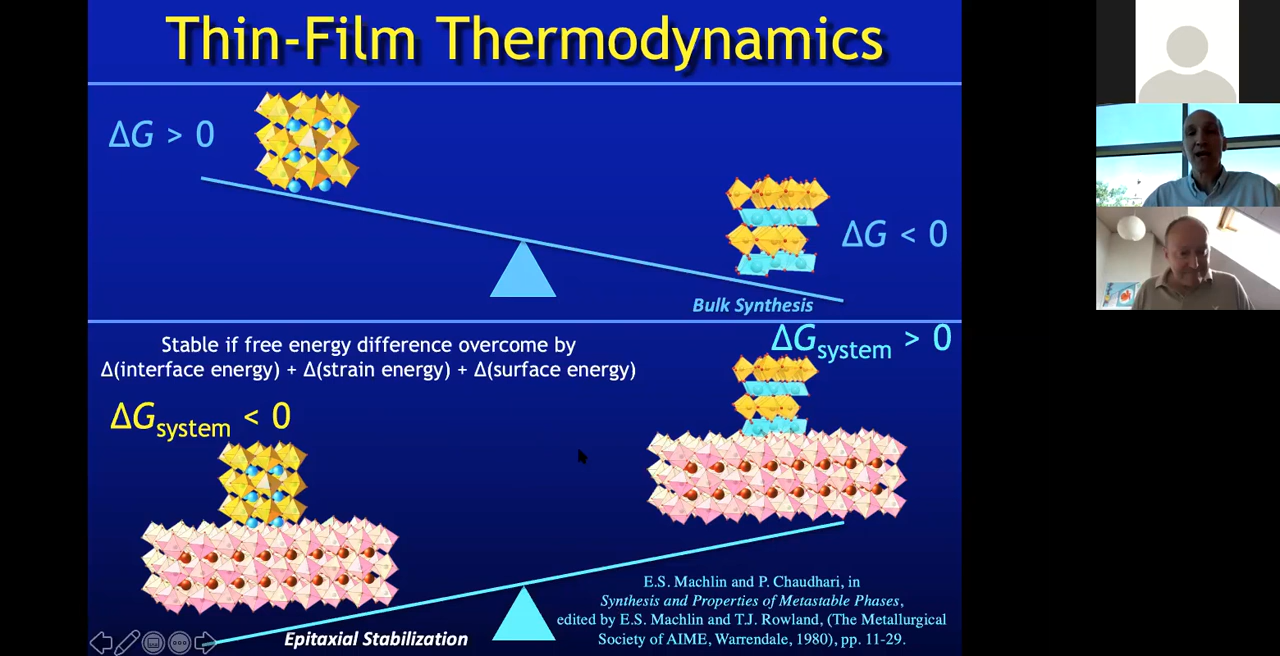 Thin-Film Thermodynamics
ΔG > 0
ΔG < 0
Bulk Synthesis
Stable if free energy difference overcome by
Δ(interface energy) + Δ(strain energy) + Δ(surface energy)
ΔGsystem > 0
ΔGsystem < 0
E.S. Machlin and P. Chaudhari, in
Synthesis and Properties of Metastable Phases,
edited by E.S. Machlin and T.J. Rowland, (The Metallurgical
Society of AIME, Warrendale, 1980), pp. 11-29.
Epitaxial Stabilization